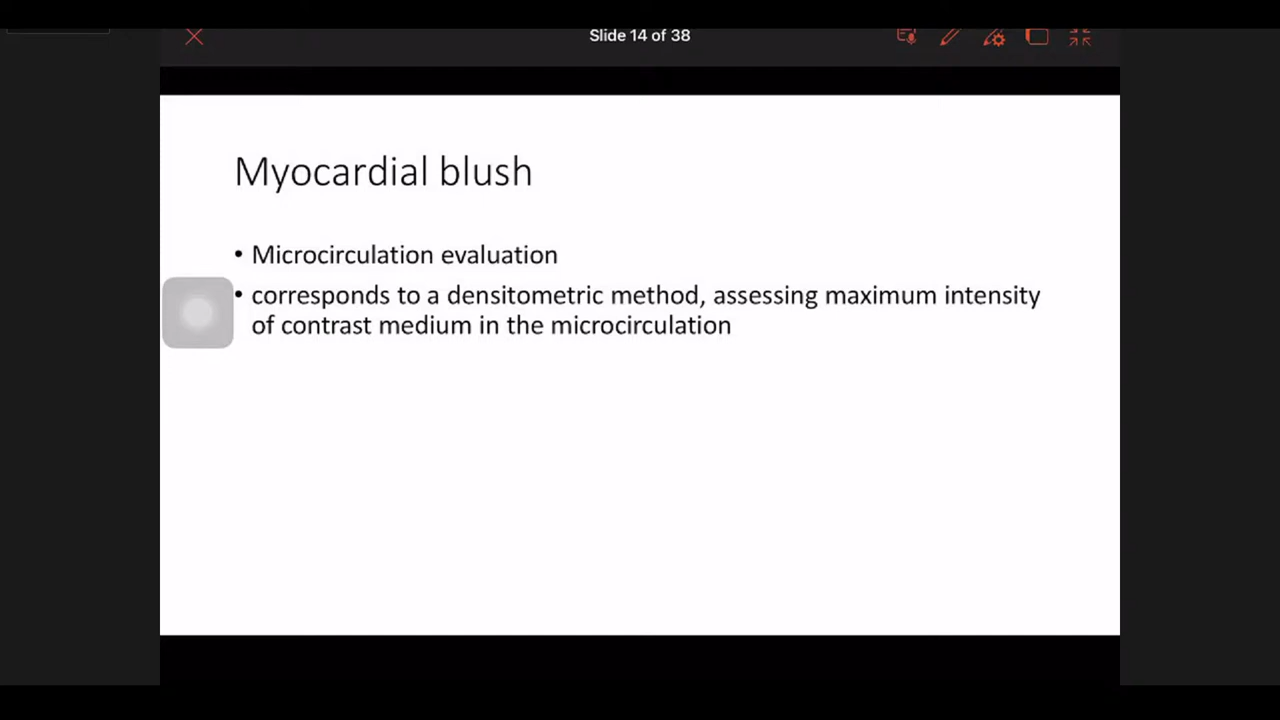 Slide 14 of 38
Myocardial blush
• Microcirculation evaluation
• corresponds to a densitometric method, assessing maximum intensity
of contrast medium in the microcirculation